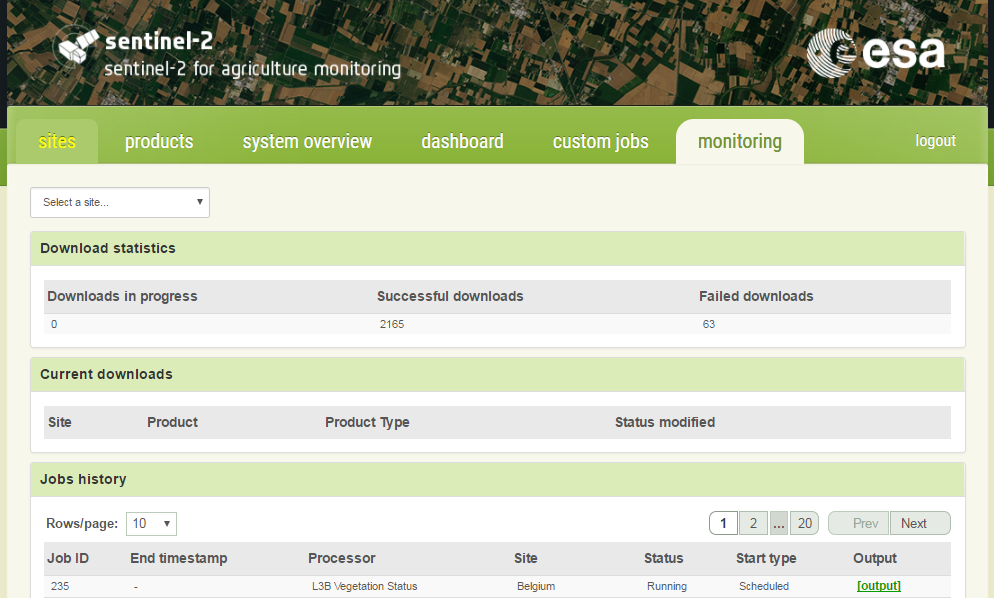 sentinel-2
sentinel-2 for agriculture monitoring
esa
sites products system overview dashboard custom jobs monitoring logout
Select a site...
Download statistics
Downloads in progress Successful downloads Failed downloads
0 2165 63
Current downloads
Site Product Product Type Status modified
Jobs history
Rows/page: 10 1 2 ... 20 Prev Next
Job ID End timestamp Processor Site Status Start type Output
235 - L3B Vegetation Status Belgium Running Scheduled [output]